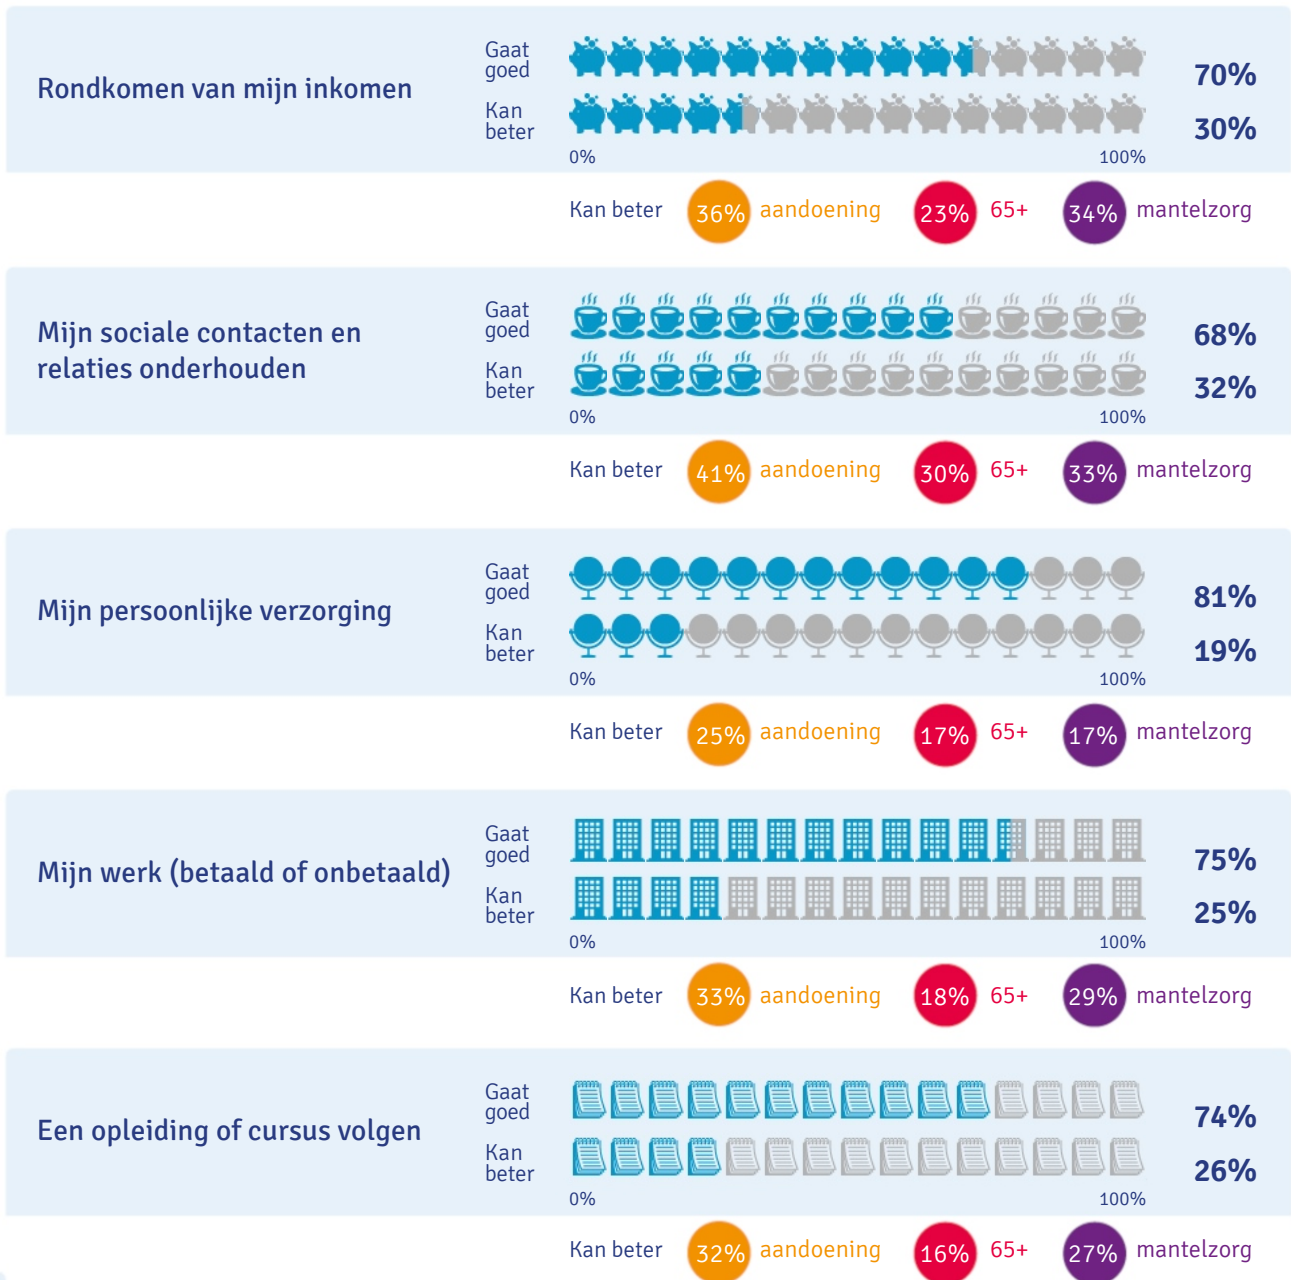 Rondkomen van mijn inkomen
Gaat
goed
70%
Kan
beter
30%
0% 100%
Kan beter 36% aandoening 23% 65+ 34% mantelzorg
Mijn sociale contacten en
relaties onderhouden
Gaat
goed
68%
Kan
beter
32%
0% 100%
Kan beter 41% aandoening 30% 65+ 33% mantelzorg
Mijn persoonlijke verzorging
Gaat
goed
81%
Kan
beter
19%
0% 100%
Kan beter 25% aandoening 17% 65+ 17% mantelzorg
Mijn werk (betaald of onbetaald)
Gaat
goed
75%
Kan
beter
25%
0% 100%
Kan beter 33% aandoening 18% 65+ 29% mantelzorg
Een opleiding of cursus volgen
Gaat
goed
74%
Kan
beter
26%
0% 100%
Kan beter 32% aandoening 16% 65+ 27% mantelzorg